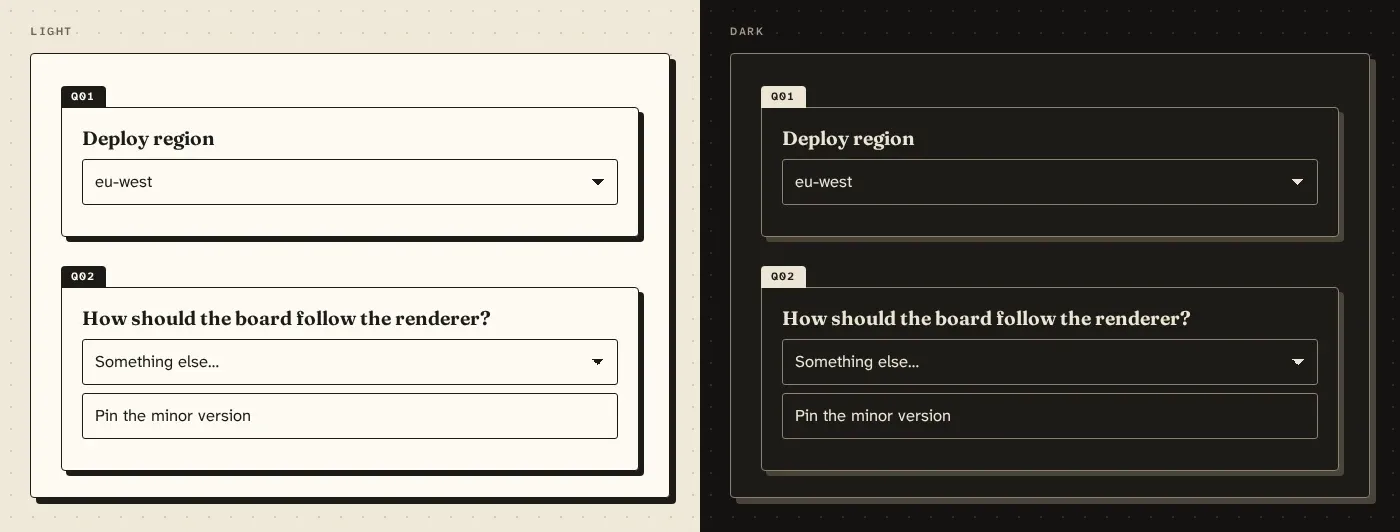 LIGHT
Q01
Deploy region
eu-west
Q02
How should the board follow the renderer?
Something else…
Pin the minor version
DARK
Q01
Deploy region
eu-west
Q02
How should the board follow the renderer?
Something else…
Pin the minor version